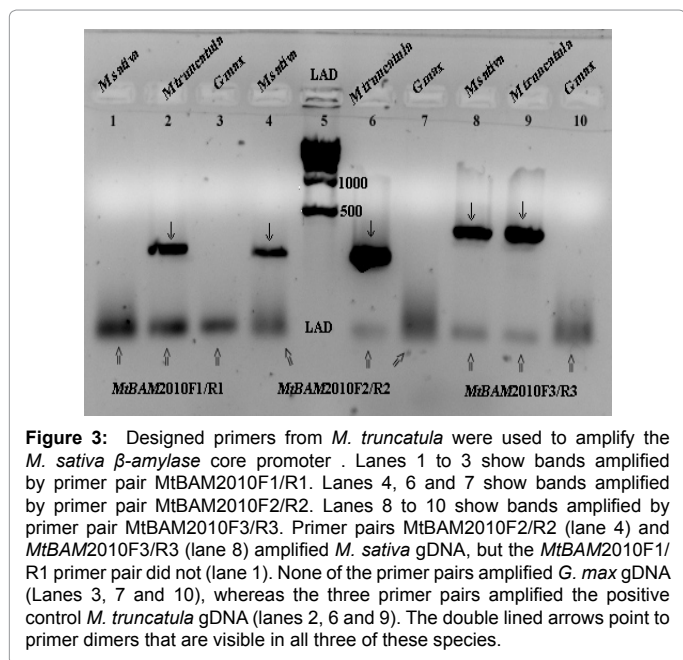 M sativa M truncatula G max M sativa LAD M truncatula G max M sativa M truncatula G max
1 2 3 4 5 6 7 8 9 10
1000
500
LAD
MtBAM2010F1/R1 MtBAM2010F2/R2 MtBAM2010F3/R3
Figure 3: Designed primers from M. truncatula were used to amplify the
M. sativa β-amylase core promoter . Lanes 1 to 3 show bands amplified
by primer pair MtBAM2010F1/R1. Lanes 4, 6 and 7 show bands amplified
by primer pair MtBAM2010F2/R2. Lanes 8 to 10 show bands amplified by
primer pair MtBAM2010F3/R3. Primer pairs MtBAM2010F2/R2 (lane 4) and
MtBAM2010F3/R3 (lane 8) amplified M. sativa gDNA, but the MtBAM2010F1/
R1 primer pair did not (lane 1). None of the primer pairs amplified G. max gDNA
(Lanes 3, 7 and 10), whereas the three primer pairs amplified the positive
control M. truncatula gDNA (lanes 2, 6 and 9). The double lined arrows point to
primer dimers that are visible in all three of these species.